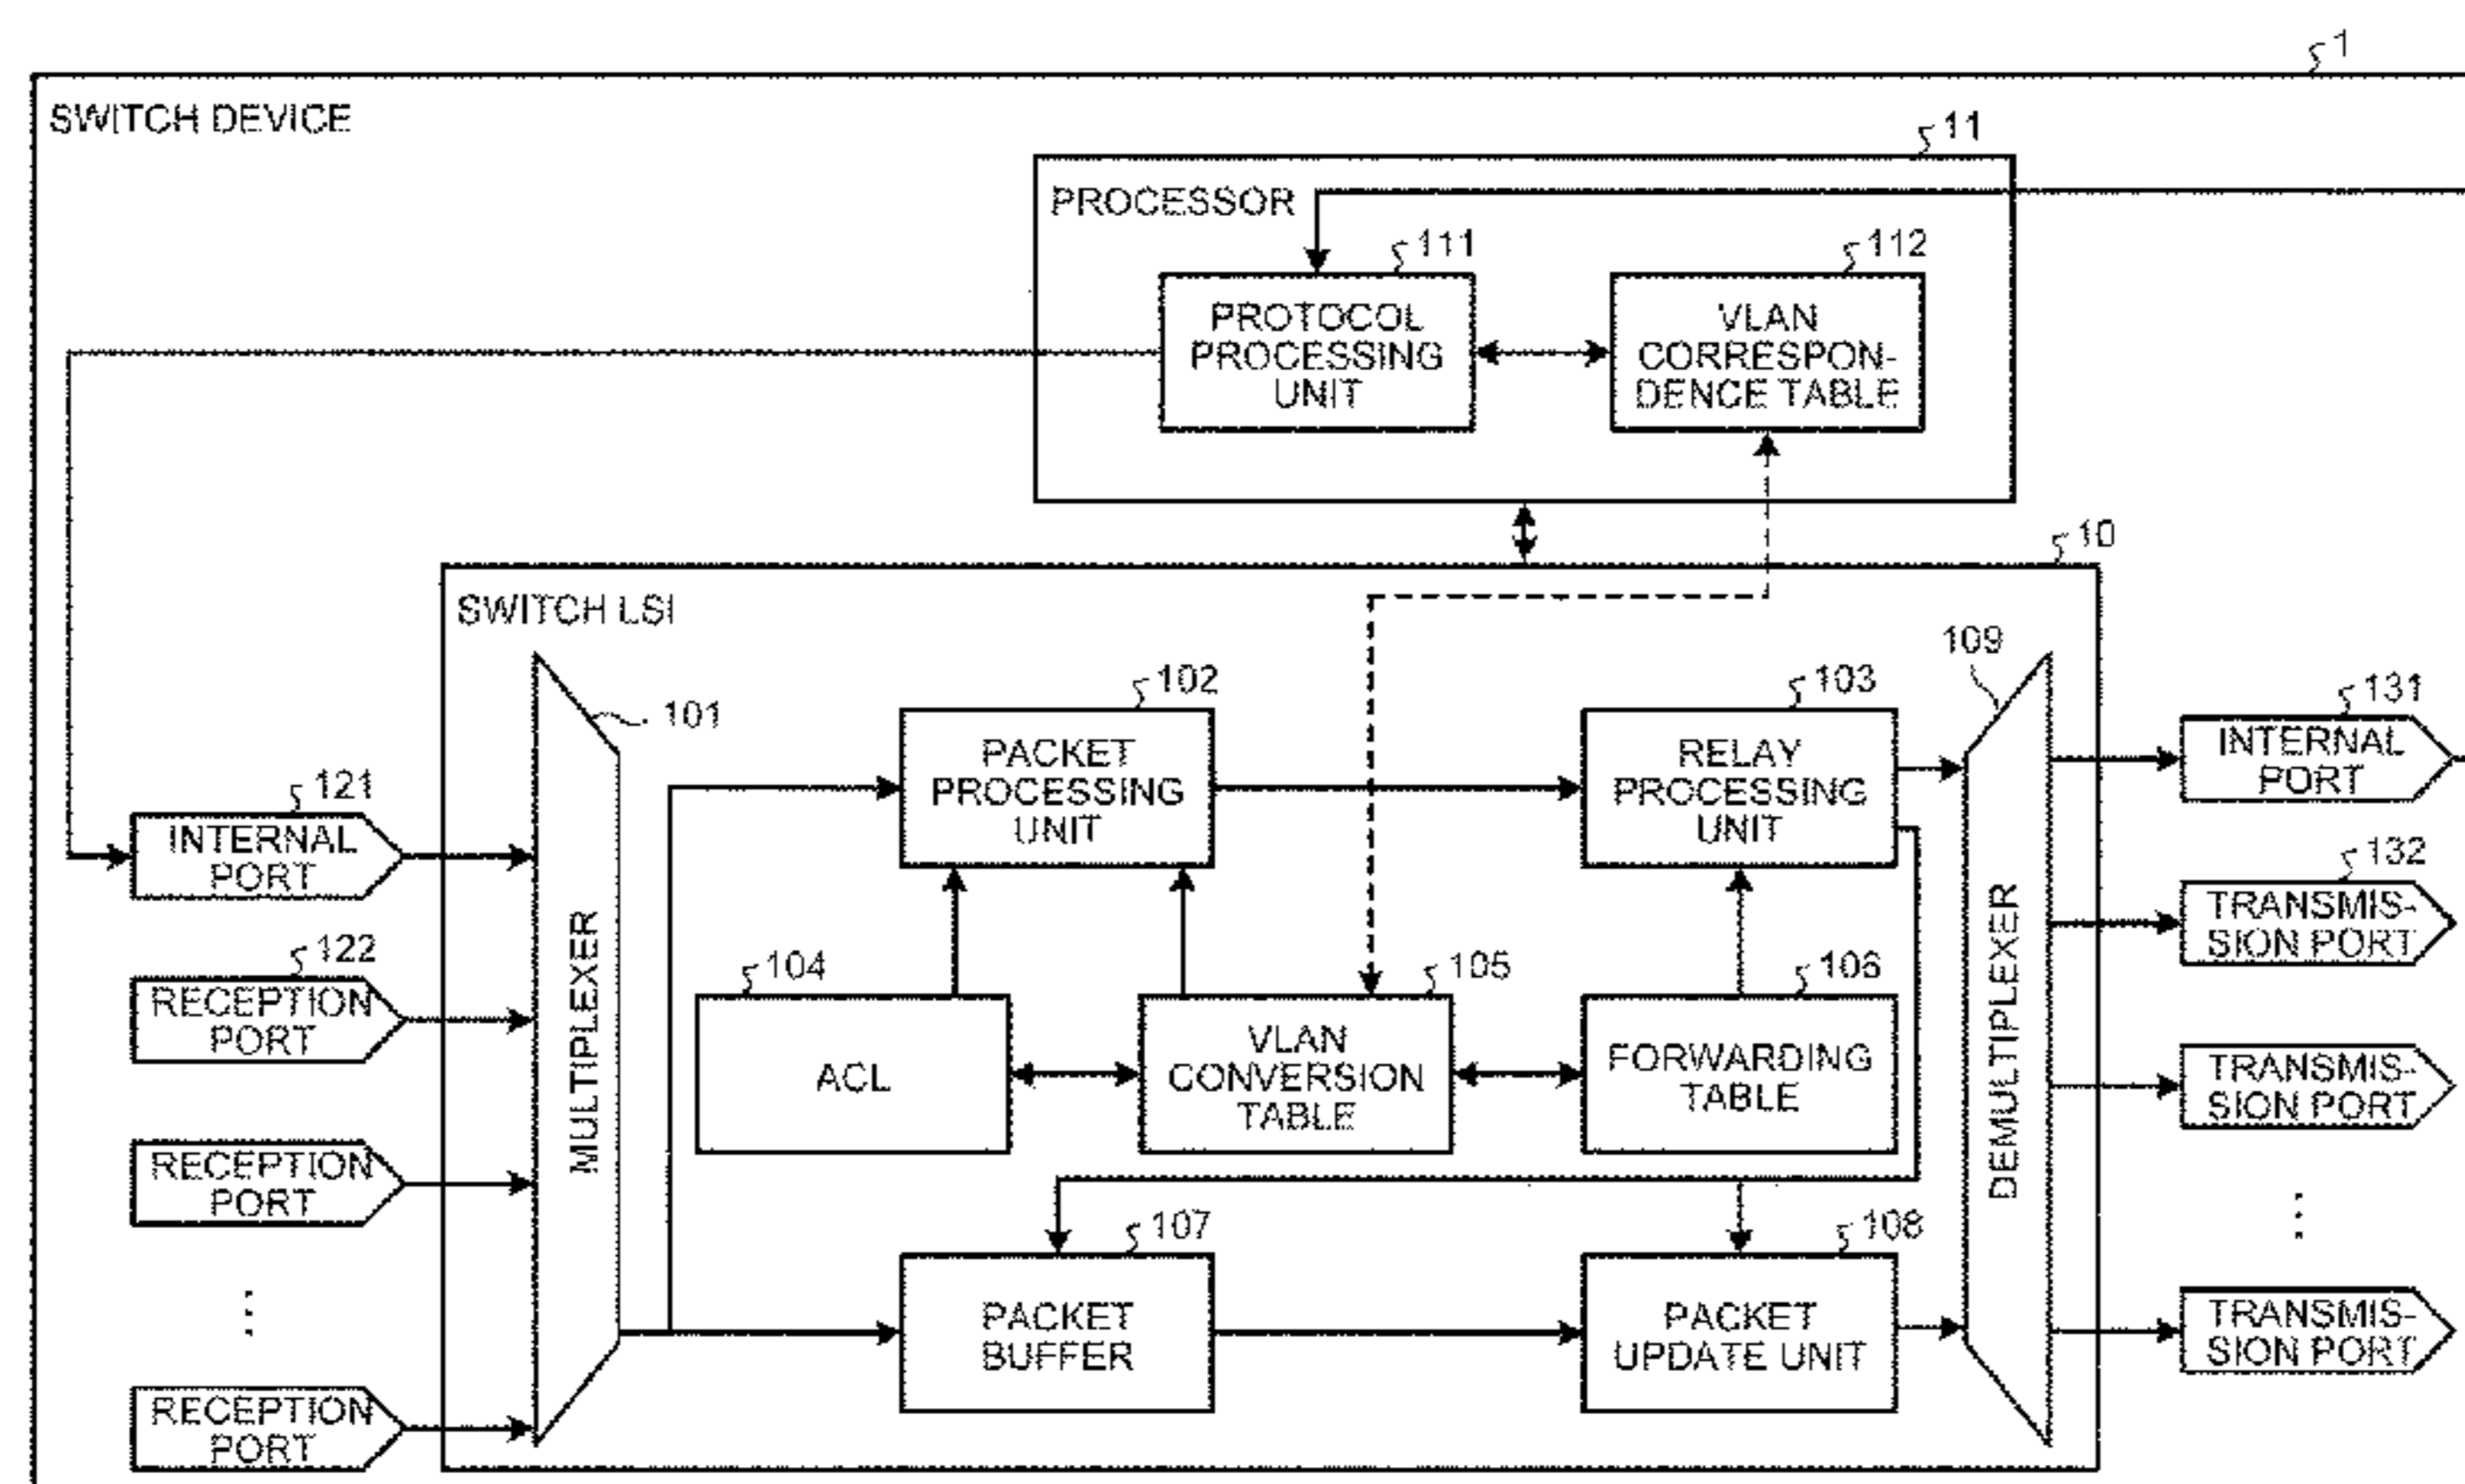 1
SWITCH DEVICE
11
PROCESSOR
111
112
PROTOCOL
PROCESSING
UNIT
VLAN
CORRESPON-
DENCE TABLE
10
SWITCH LSI
109
102
103
131
101
PACKET
PROCESSING
UNIT
RELAY
PROCESSING
UNIT
INTERNAL
PORT
121
INTERNAL
PORT
132
TRANSMIS-
SION PORT
MULTIPLEXER
DEMULTIPLEXER
122
RECEPTION
PORT
104
105
106
ACL
VLAN
CONVERSION
TABLE
FORWARDING
TABLE
TRANSMIS-
SION PORT
RECEPTION
PORT
107
108
PACKET
BUFFER
PACKET
UPDATE UNIT
TRANSMIS-
SION PORT
RECEPTION
PORT